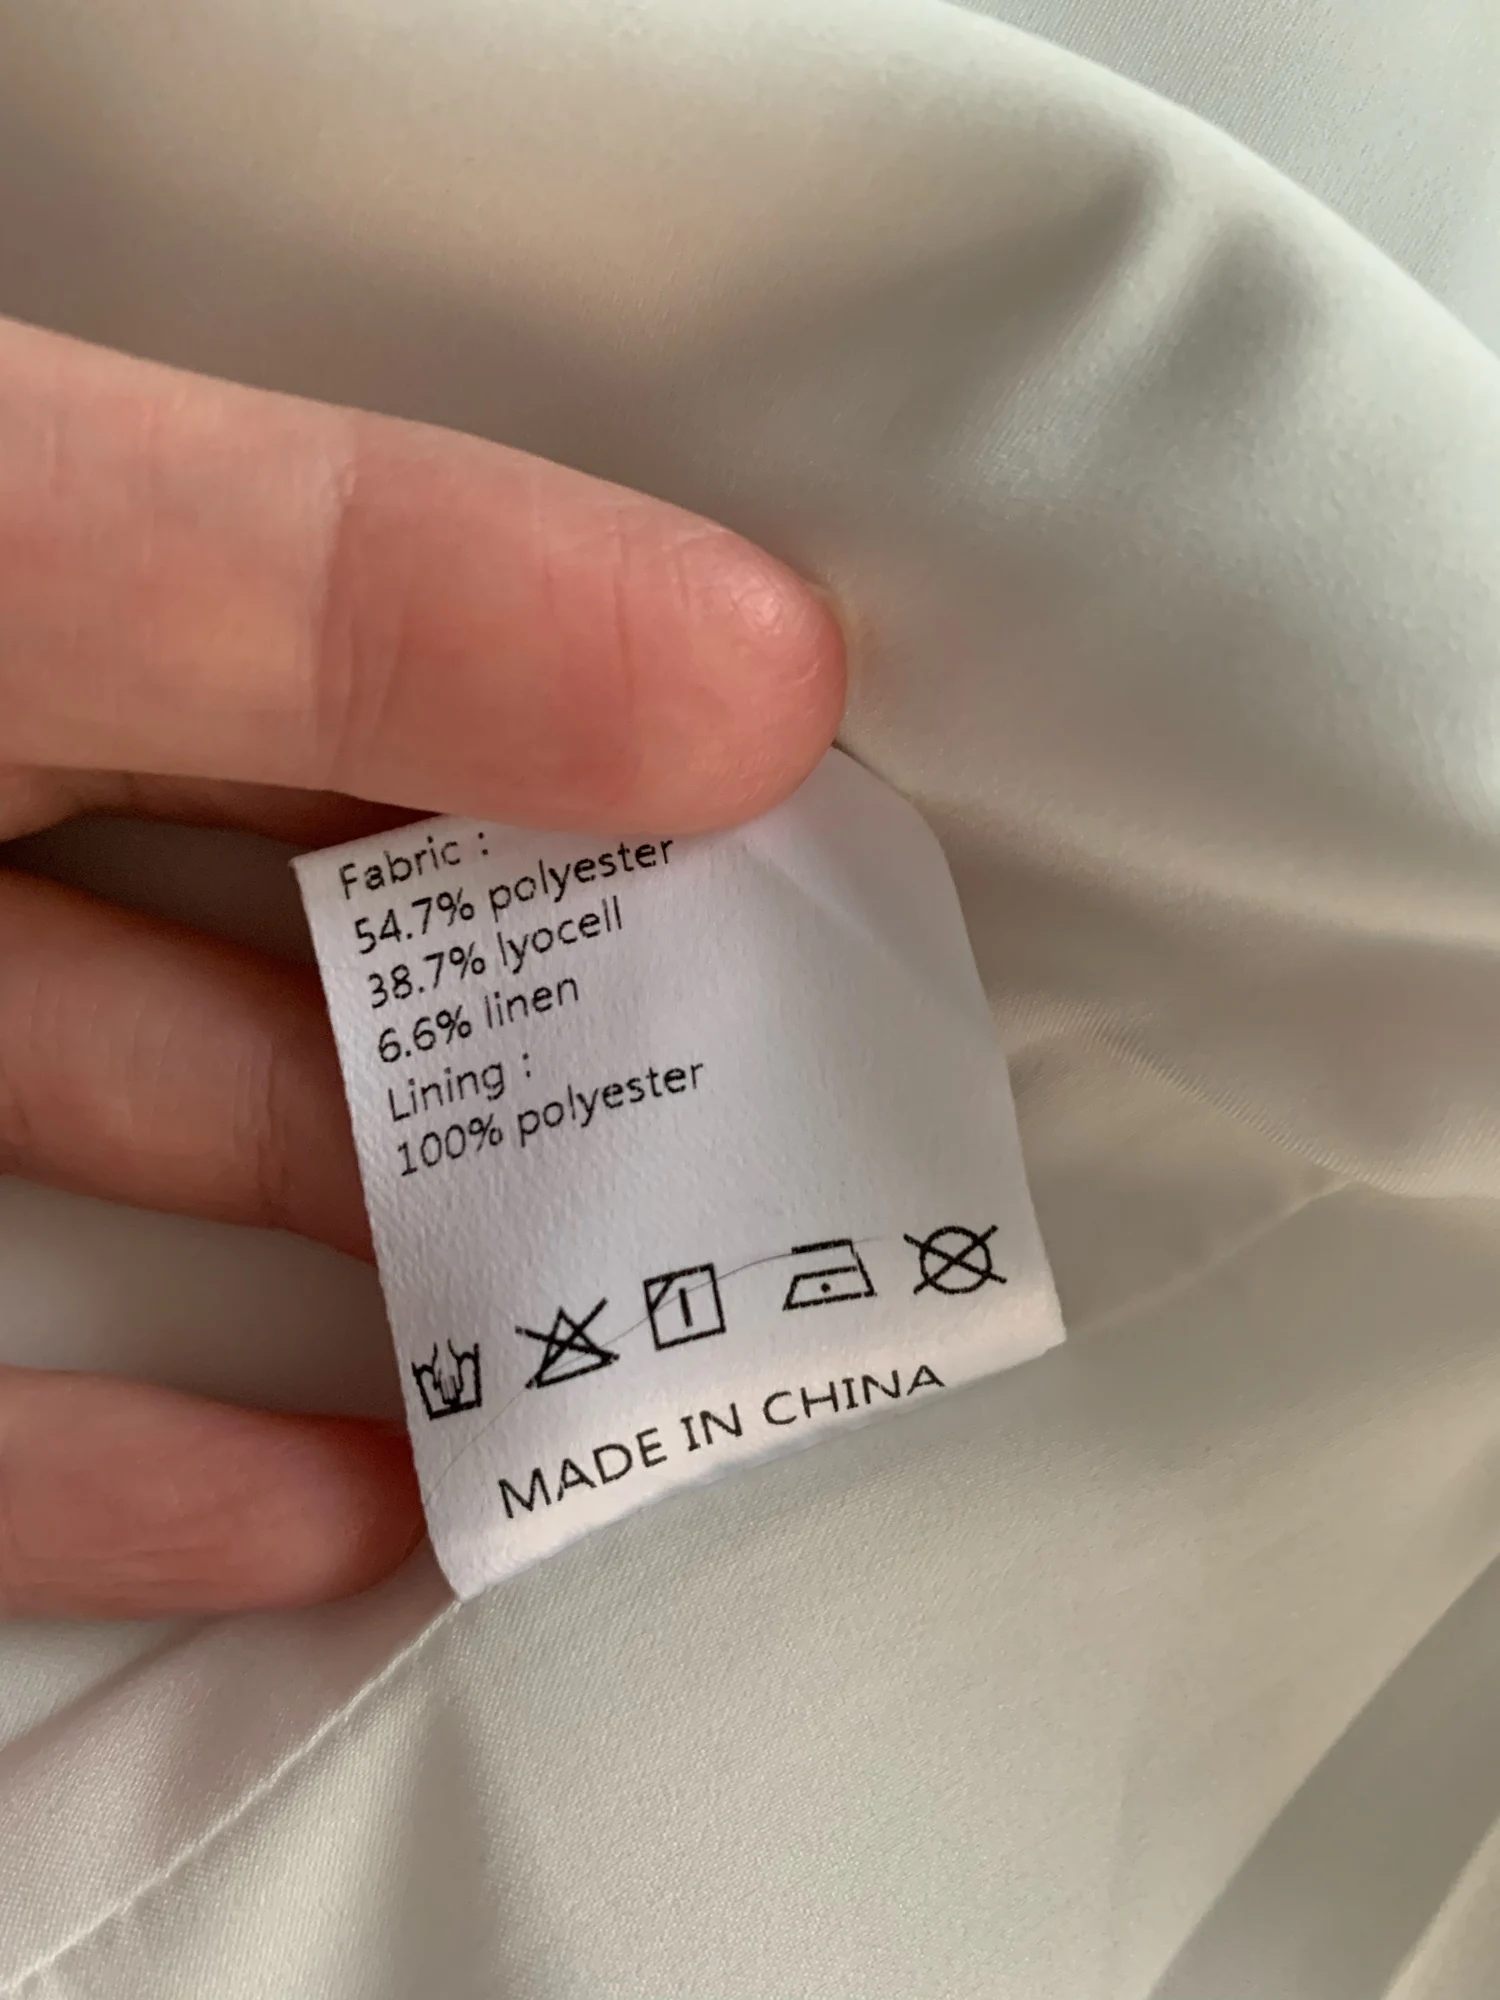 Fabric :
54.7% polyester
38.7% lyocell
6.6% linen
Lining :
100% polyester
MADE IN CHINA